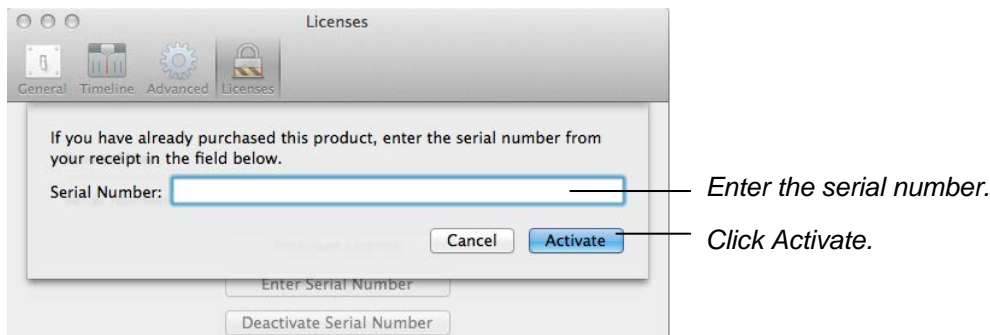 Licenses
General Timeline Advanced Licenses
If you have already purchased this product, enter the serial number from
your receipt in the field below.
Serial Number:
Enter the serial number.
Cancel Activate
Click Activate.
Enter Serial Number
Deactivate Serial Number